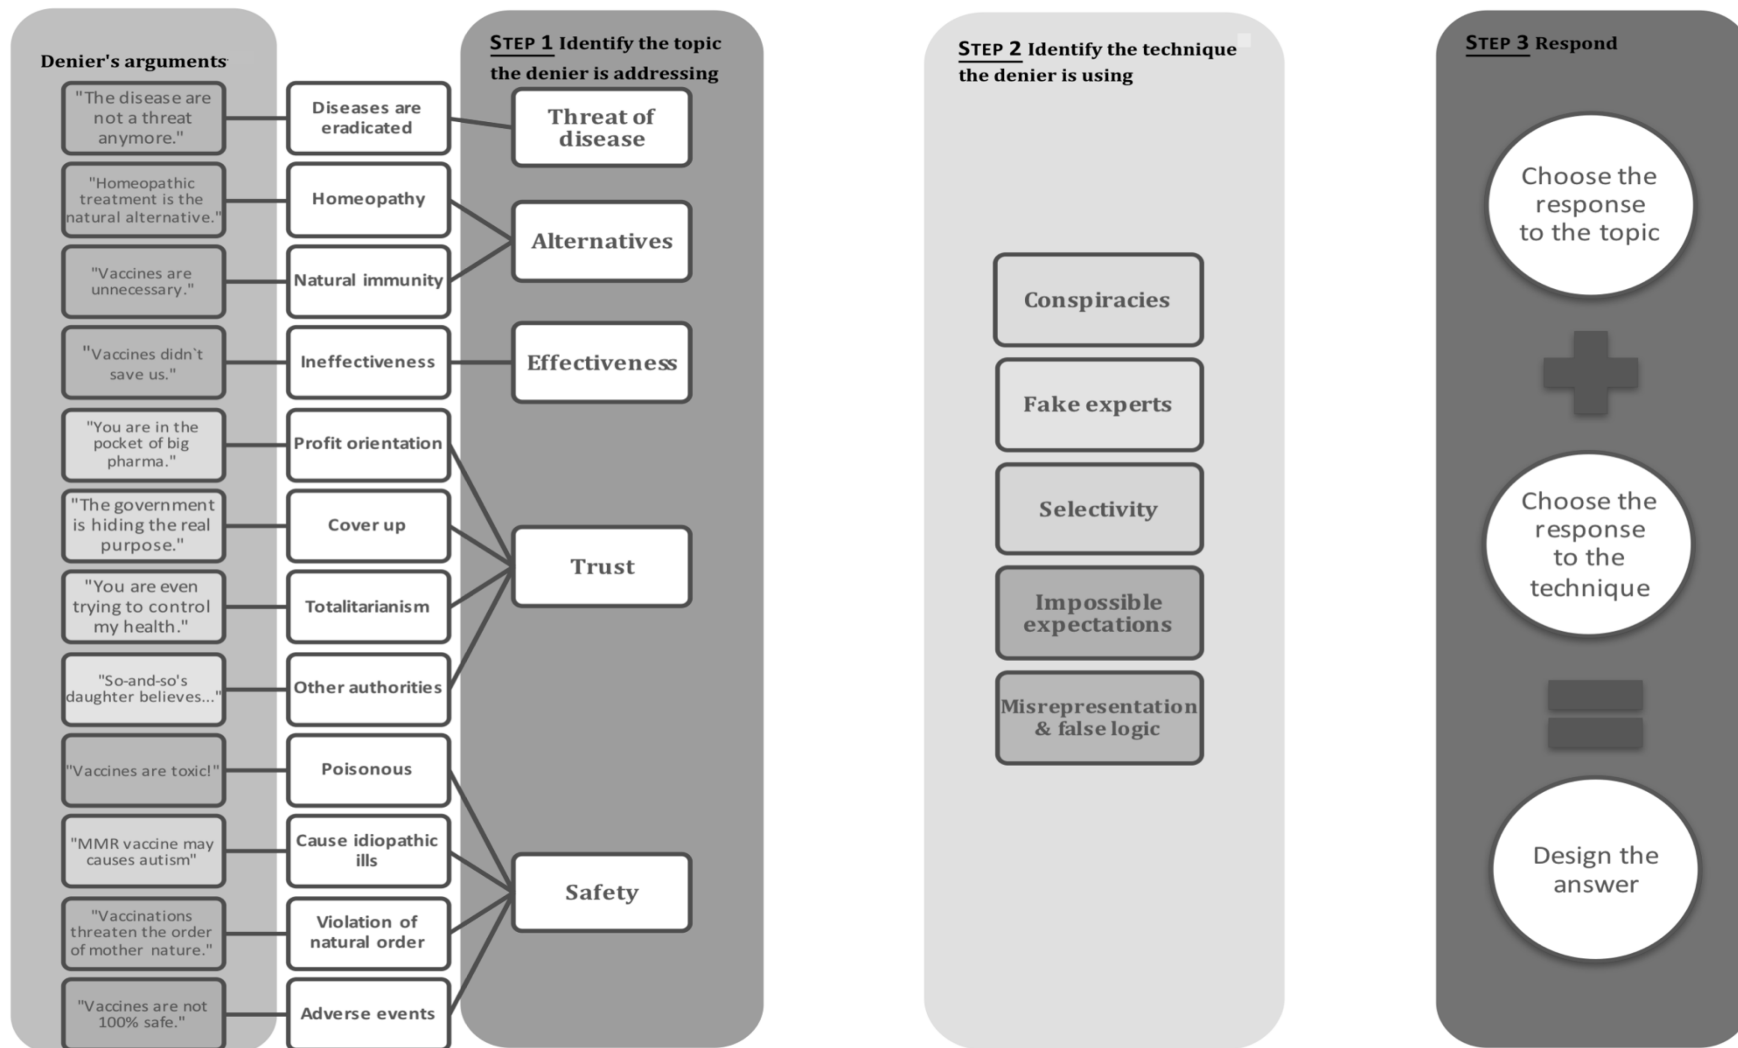 Denier's arguments
"The disease are
not a threat
anymore."
"Homeopathic
treatment is the
natural alternative."
"Vaccines are
unnecessary."
"Vaccines didn`t
save us."
"You are in the
pocket of big
pharma."
"The government
is hiding the real
purpose."
"You are even
trying to control
my health."
"So-and-so's
daughter believes..."
"Vaccines are toxic!"
"MMR vaccine may
causes autism"
"Vaccinations
threaten the order
of mother nature."
"Vaccines are not
100% safe."
Diseases are
eradicated
Homeopathy
Natural immunity
Ineffectiveness
Profit orientation
Cover up
Totalitarianism
Other authorities
Poisonous
Cause idiopathic
ills
Violation of
natural order
Adverse events
STEP 1 Identify the topic
the denier is addressing
Threat of
disease
Alternatives
Effectiveness
Trust
Safety
STEP 2 Identify the technique
the denier is using
Conspiracies
Fake experts
Selectivity
Impossible
expectations
Misrepresentation
& false logic
STEP 3 Respond
Choose the
response
to the topic
Choose the
response
to the
technique
Design the
answer